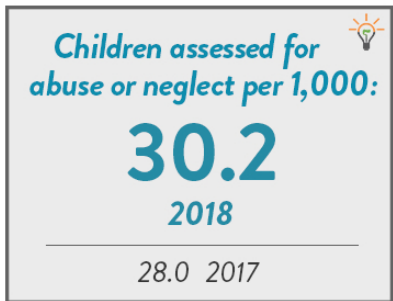 Children assessed for
abuse or neglect per 1,000:
30.2
2018
28.0 2017